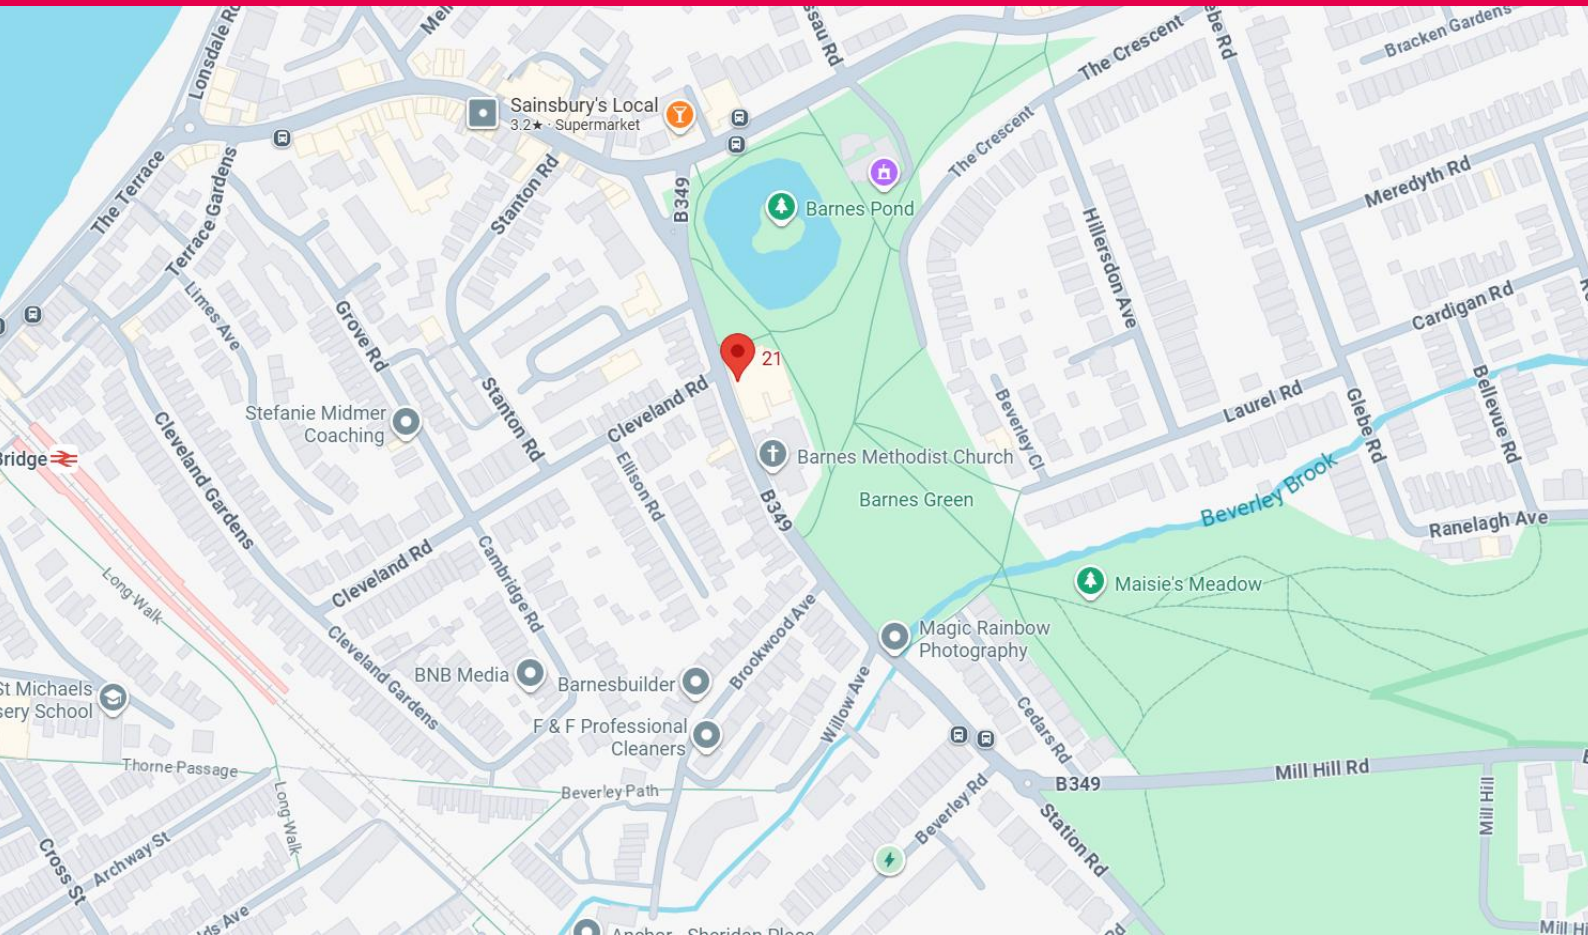 Lonsdale Rd
The Crescent
Bracken Gardens
Sainsbury's Local
3.2★ · Supermarket
The Terrace
Terrace Gardens
Stanton Rd
B349
Barnes Pond
The Crescent
Meredyth Rd
Hillersdon Ave
Limes Ave
Grove Rd
Cardigan Rd
21
Stefanie Midmer
Coaching
Stanton Rd
Cleveland Rd
Beverley Cl
Laurel Rd
Glebe Rd
Bellevue Rd
Cleveland Gardens
Ellison Rd
Barnes Methodist Church
Barnes Green
B349
Beverley Brook
Ranelagh Ave
Cleveland Rd
Cambridge Rd
Long-Walk
Maisie's Meadow
Magic Rainbow
Photography
Cleveland Gardens
Brookwood Ave
BNB Media
Barnesbuilder
St Michaels
F & F Professional
Cleaners
Willow Ave
Cedars Rd
Thorne Passage
Long-Walk
Beverley Path
B349
Mill Hill Rd
Mill Hill
Beverley Rd
Station Rd
Archway St
Cross St